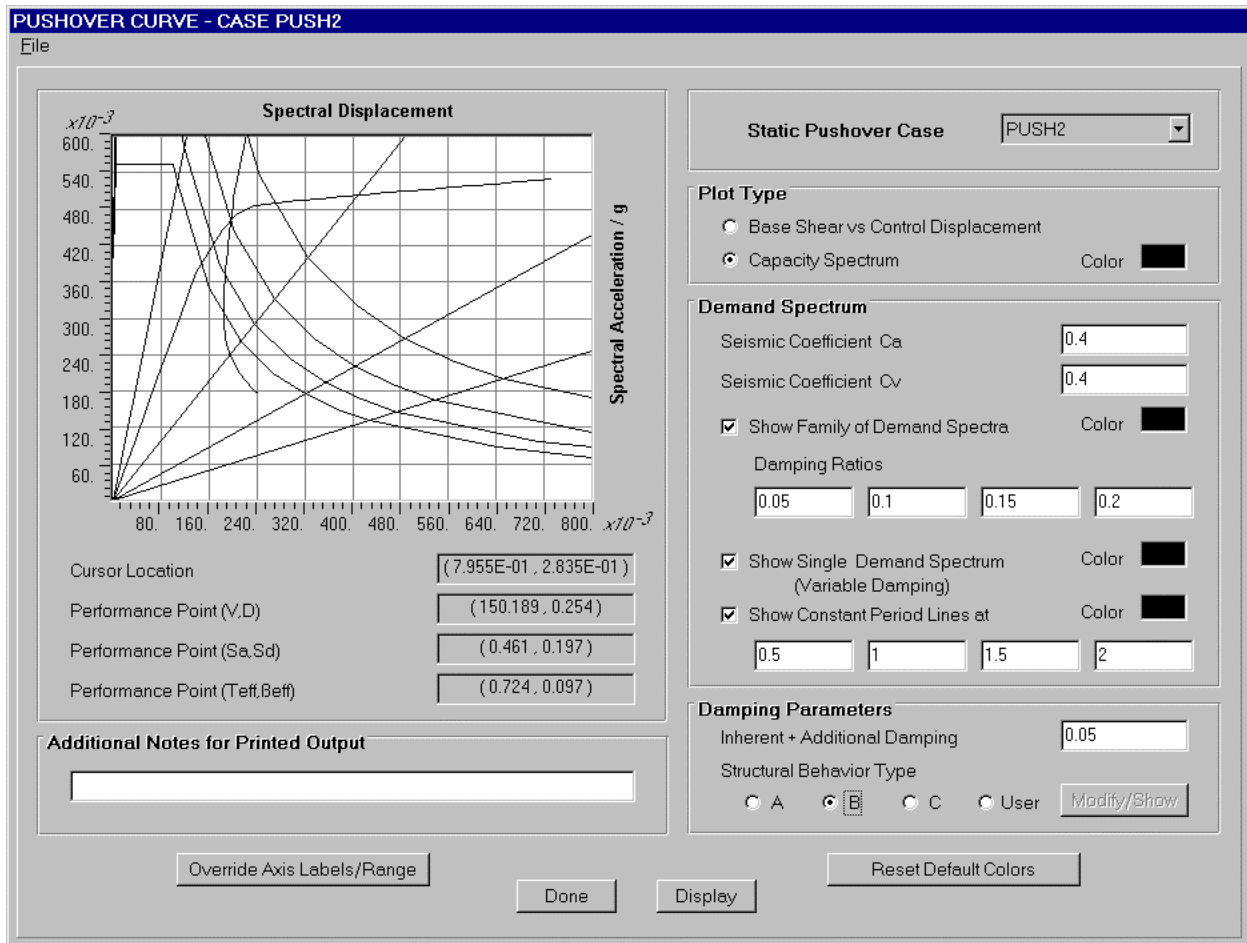 PUSHOVER CURVE - CASE PUSH2
File
Spectral Displacement
x10-3
600.
540.
480.
420.
360.
300.
240.
180.
120.
60.
80. 160. 240. 320. 400. 480. 560. 640. 720. 800. x10-3
Spectral Acceleration / g
Cursor Location (7.955E-01 , 2.835E-01)
Performance Point (V,D) (150.189 , 0.254)
Performance Point (Sa,Sd) (0.461 , 0.197)
Performance Point (Teff,βeff) (0.724 , 0.097)
Additional Notes for Printed Output
Static Pushover Case PUSH2
Plot Type
Base Shear vs Control Displacement
Capacity Spectrum Color
Demand Spectrum
Seismic Coefficient Ca 0.4
Seismic Coefficient Cv 0.4
Show Family of Demand Spectra Color
Damping Ratios
0.05 0.1 0.15 0.2
Show Single Demand Spectrum Color
(Variable Damping)
Show Constant Period Lines at Color
0.5 1 1.5 2
Damping Parameters
Inherent + Additional Damping 0.05
Structural Behavior Type
A B C User Modify/Show
Override Axis Labels/Range
Reset Default Colors
Done
Display